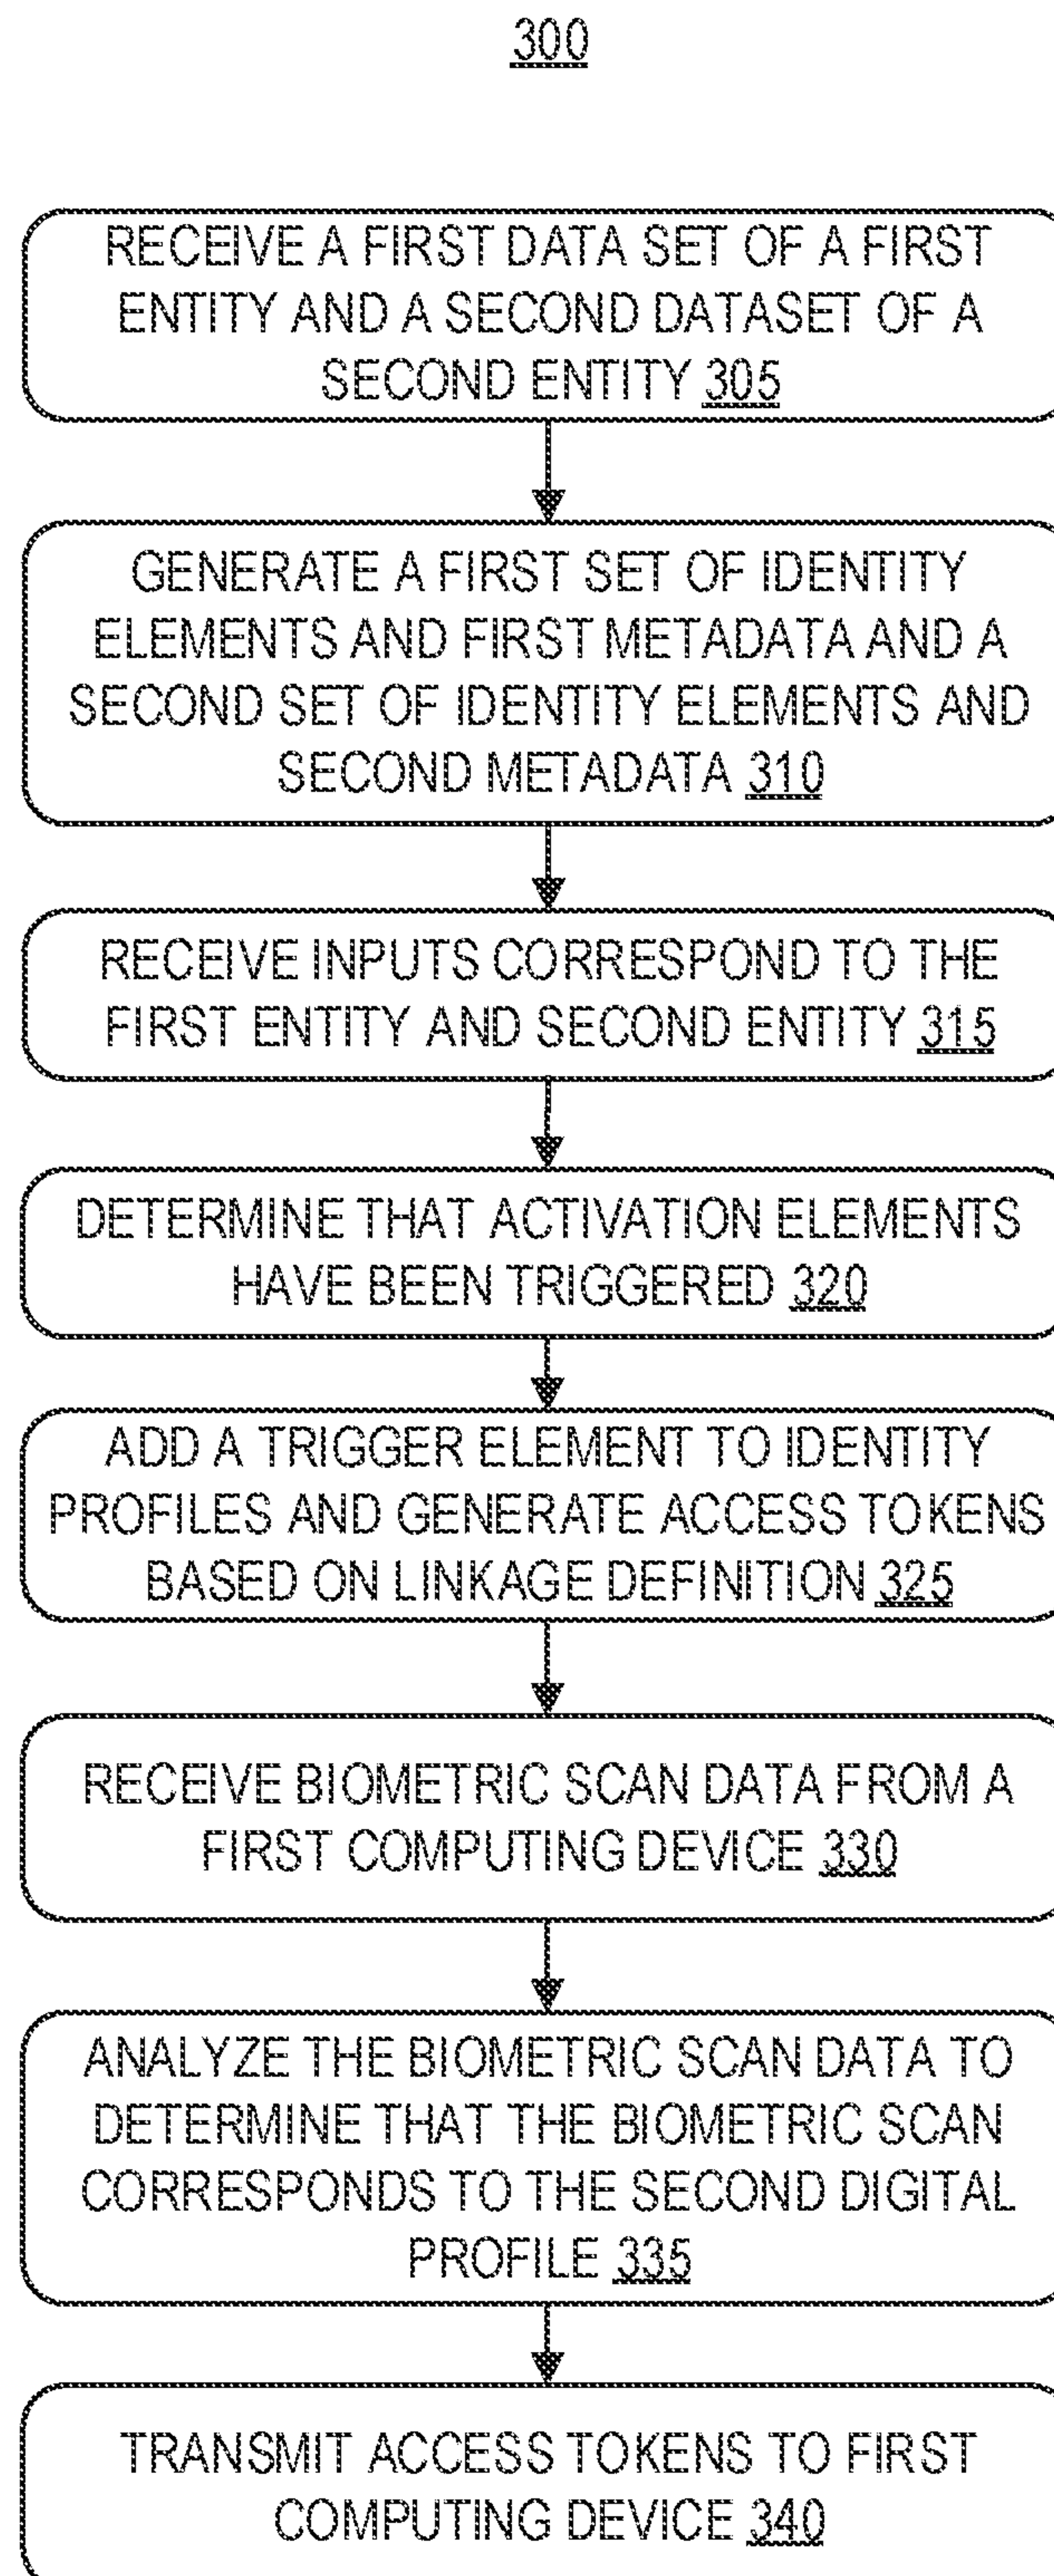 300
RECEIVE A FIRST DATA SET OF A FIRST
ENTITY AND A SECOND DATASET OF A
SECOND ENTITY 305
GENERATE A FIRST SET OF IDENTITY
ELEMENTS AND FIRST METADATA AND A
SECOND SET OF IDENTITY ELEMENTS AND
SECOND METADATA 310
RECEIVE INPUTS CORRESPOND TO THE
FIRST ENTITY AND SECOND ENTITY 315
DETERMINE THAT ACTIVATION ELEMENTS
HAVE BEEN TRIGGERED 320
ADD A TRIGGER ELEMENT TO IDENTITY
PROFILES AND GENERATE ACCESS TOKENS
BASED ON LINKAGE DEFINITION 325
RECEIVE BIOMETRIC SCAN DATA FROM A
FIRST COMPUTING DEVICE 330
ANALYZE THE BIOMETRIC SCAN DATA TO
DETERMINE THAT THE BIOMETRIC SCAN
CORRESPONDS TO THE SECOND DIGITAL
PROFILE 335
TRANSMIT ACCESS TOKENS TO FIRST
COMPUTING DEVICE 340